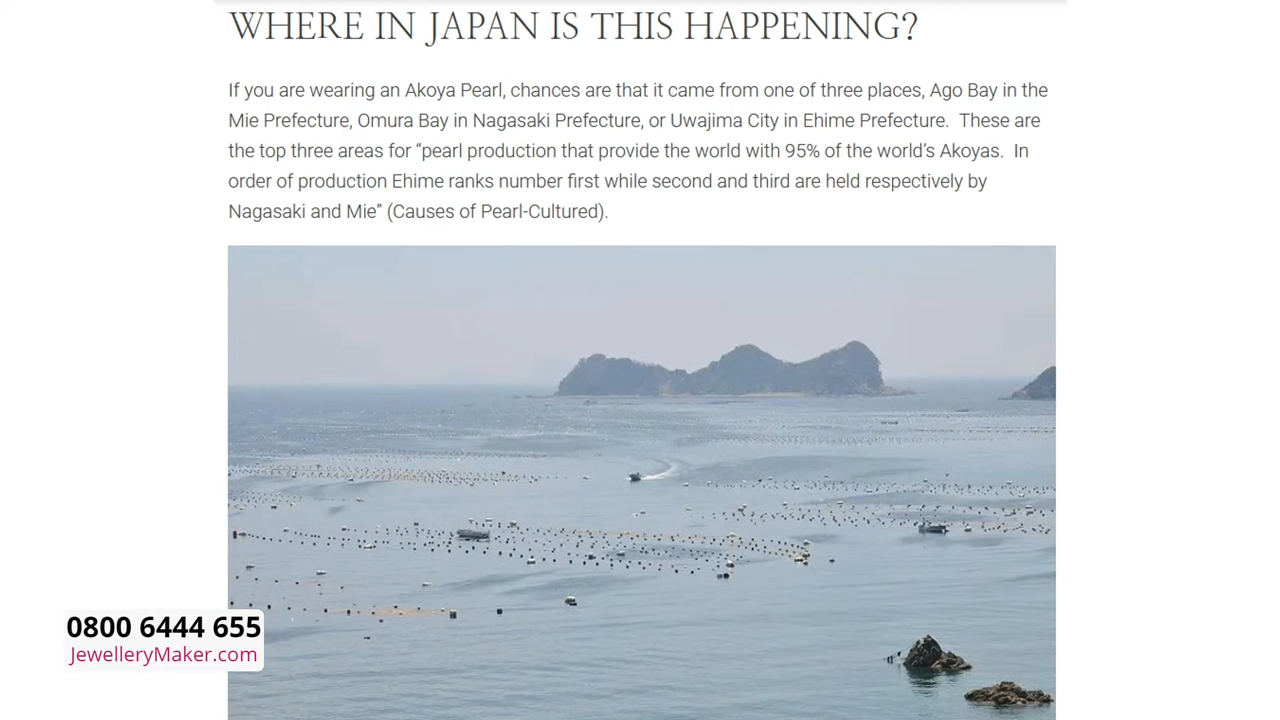 WHERE IN JAPAN IS THIS HAPPENING?
If you are wearing an Akoya Pearl, chances are that it came from one of three places, Ago Bay in the
Mie Prefecture, Omura Bay in Nagasaki Prefecture, or Uwajima City in Ehime Prefecture.  These are
the top three areas for “pearl production that provide the world with 95% of the world’s Akoyas.  In
order of production Ehime ranks number first while second and third are held respectively by
Nagasaki and Mie” (Causes of Pearl-Cultured).
0800 6444 655
JewelleryMaker.com